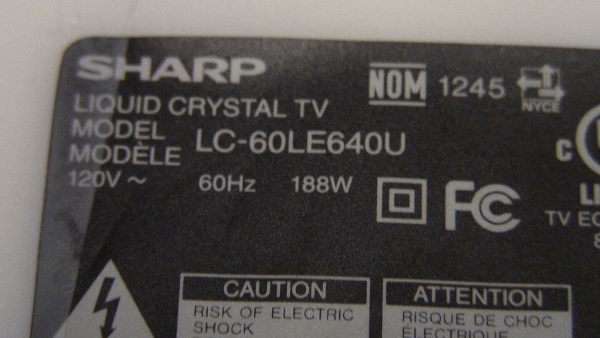 SHARP
NOM 1245
NYCE
LIQUID CRYSTAL TV
MODEL
MODÈLE LC-60LE640U
120V ~ 60Hz 188W
FC
C
TV
CAUTION
RISK OF ELECTRIC
SHOCK
ATTENTION
RISQUE DE CHOC
ÉLECTRIQUE